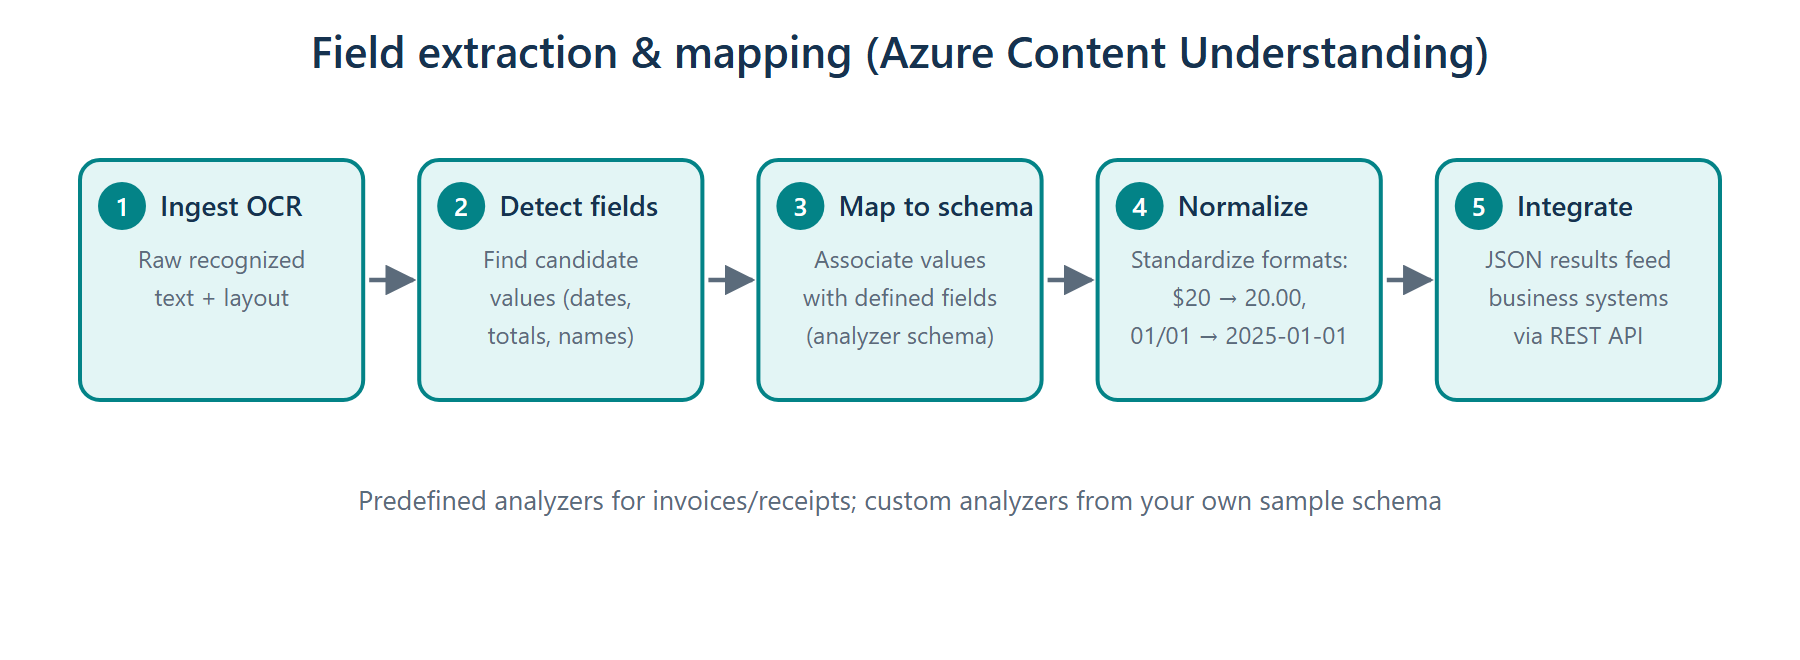 Field extraction & mapping (Azure Content Understanding)
1 Ingest OCR
Raw recognized
text + layout
2 Detect fields
Find candidate
values (dates,
totals, names)
3 Map to schema
Associate values
with defined fields
(analyzer schema)
4 Normalize
Standardize formats:
$20 → 20.00,
01/01 → 2025-01-01
5 Integrate
JSON results feed
business systems
via REST API
Predefined analyzers for invoices/receipts; custom analyzers from your own sample schema